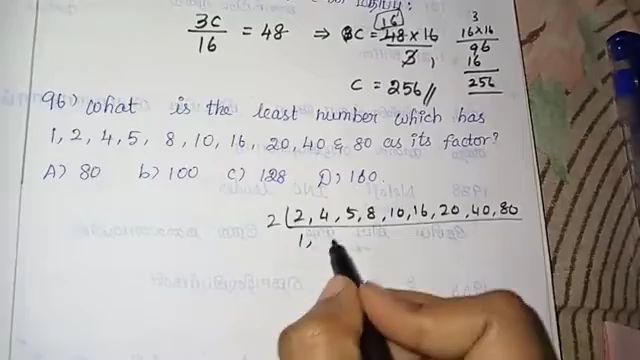 3C/16 = 48 ⇒ 3C = 48 × 16 / 3,
16
3
16×16
96
16
256
C = 256 //
96) What is the least number which has
1, 2, 4, 5, 8, 10, 16, 20, 40 & 80 as its factor?
A) 80 b) 100 c) 128 D) 160.
2 | 2, 4, 5, 8, 10, 16, 20, 40, 80
1,